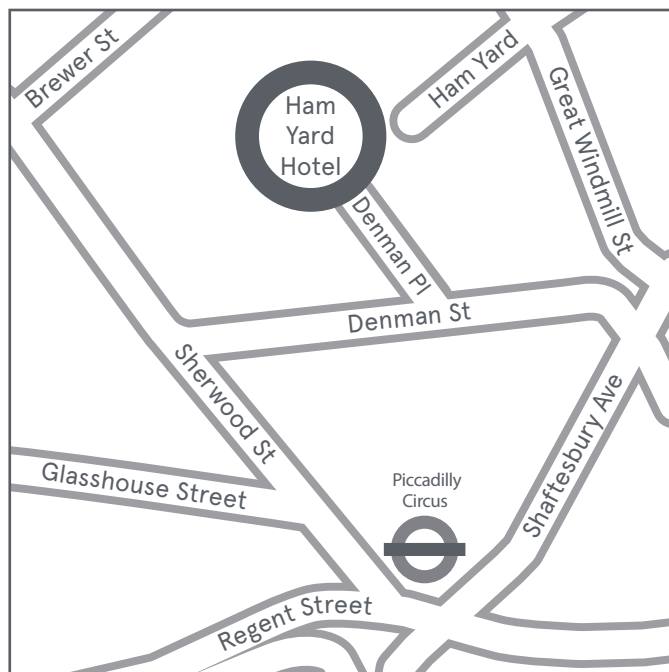 Brewer St
Ham
Yard
Hotel
Ham Yard
Great Windmill St
Denman Pl
Denman St
Sherwood St
Glasshouse Street
Shaftesbury Ave
Piccadilly
Circus
Regent Street